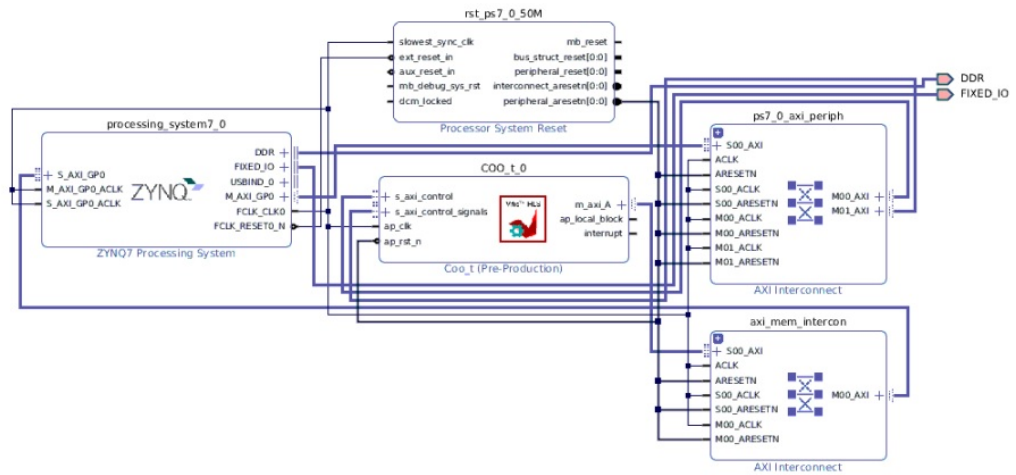 rst_ps7_0_50M
slowest_sync_clk
ext_reset_in
aux_reset_in
mb_debug_sys_rst
dcm_locked
mb_reset
bus_struct_reset[0:0]
peripheral_reset[0:0]
interconnect_aresetn[0:0]
peripheral_aresetn[0:0]
Processor System Reset
DDR
FIXED_IO
processing_system7_0
S_AXI_GP0
M_AXI_GP0_ACLK
S_AXI_GP0_ACLK
ZYNQ
DDR
FIXED_IO
USBIND_0
M_AXI_GP0
FCLK_CLK0
FCLK_RESET0_N
ZYNQ7 Processing System
COO_t_0
s_axi_control
s_axi_control_signals
ap_clk
ap_rst_n
Vivado HLS
m_axi_A
ap_local_block
interrupt
Coo_t (Pre-Production)
ps7_0_axi_periph
S00_AXI
ACLK
ARESETN
S00_ACLK
S00_ARESETN
M00_ACLK
M00_ARESETN
M01_ACLK
M01_ARESETN
M00_AXI
M01_AXI
AXI Interconnect
axi_mem_intercon
S00_AXI
ACLK
ARESETN
S00_ACLK
S00_ARESETN
M00_ACLK
M00_ARESETN
M00_AXI
AXI Interconnect